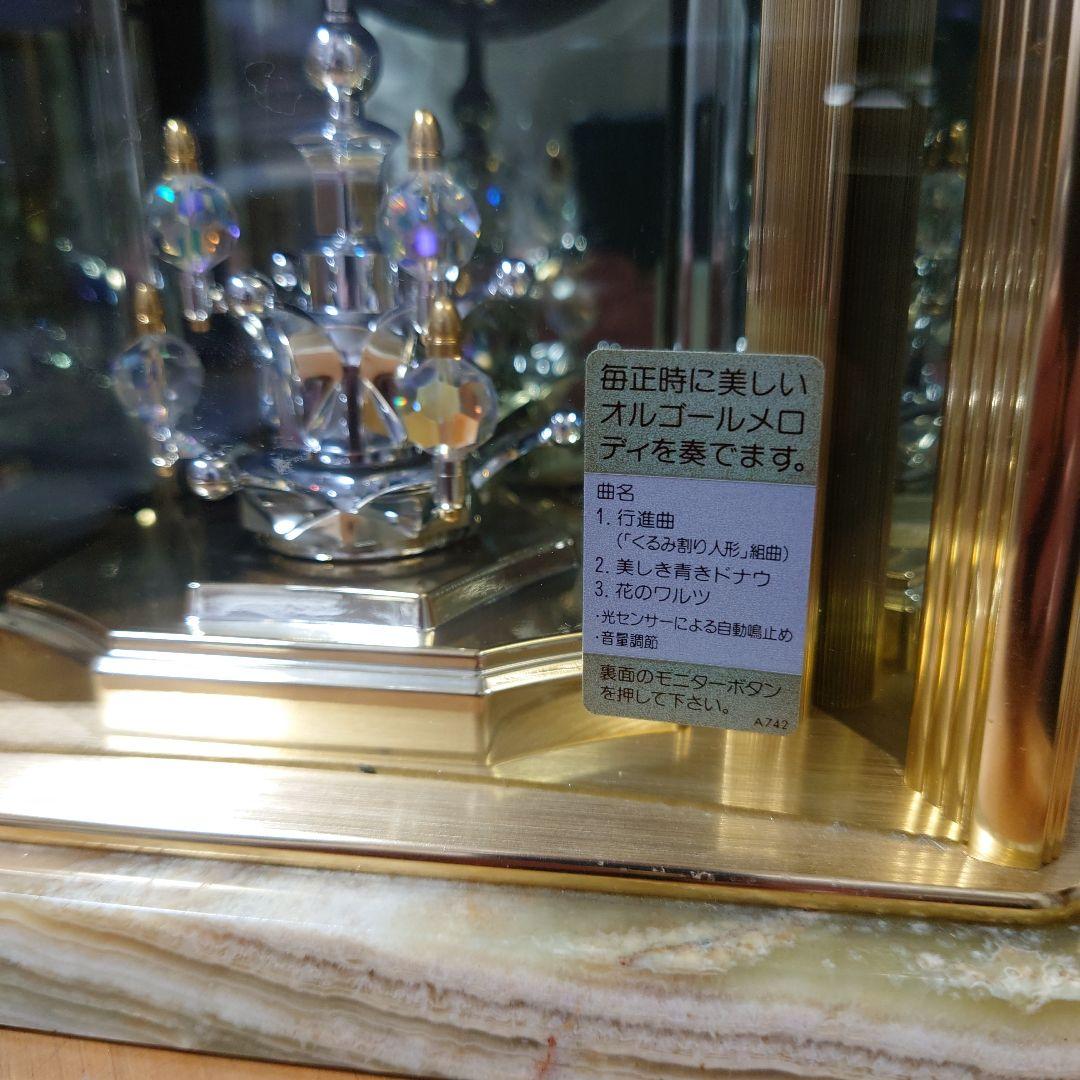 毎正時に美しい
オルゴールメロ
ディを奏でます。
曲名
1. 行進曲
(「くるみ割り人形」組曲)
2. 美しき青きドナウ
3. 花のワルツ
・光センサーによる自動鳴止め
・音量調節
裏面のモニターボタン
を押して下さい。
A742